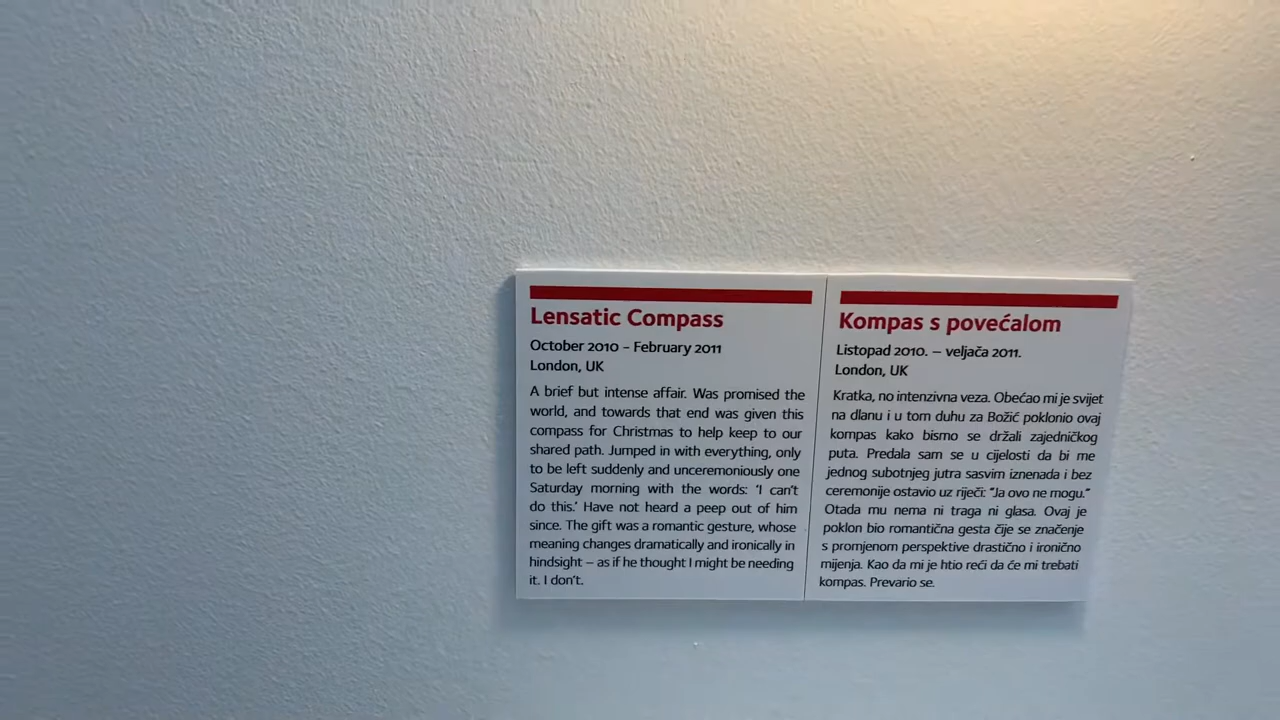 Lensatic Compass
October 2010 – February 2011
London, UK
A brief but intense affair. Was promised the
world, and towards that end was given this
compass for Christmas to help keep to our
shared path. Jumped in with everything, only
to be left suddenly and unceremoniously one
Saturday morning with the words: 'I can't
do this.' Have not heard a peep out of him
since. The gift was a romantic gesture, whose
meaning changes dramatically and ironically in
hindsight – as if he thought I might be needing
it. I don't.
Kompas s povećalom
Listopad 2010. – veljača 2011.
London, UK
Kratka, no intenzivna veza. Obećao mi je svijet
na dlanu i u tom duhu za Božić poklonio ovaj
kompas kako bismo se držali zajedničkog
puta. Predala sam se u cijelosti da bi me
jednog subotnjeg jutra sasvim iznenada i bez
ceremonije ostavio uz riječi: "Ja ovo ne mogu."
Otada mu nema ni traga ni glasa. Ovaj je
poklon bio romantična gesta čije se značenje
s promjenom perspektive drastično i ironično
mijenja. Kao da mi je htio reći da će mi trebati
kompas. Prevario se.